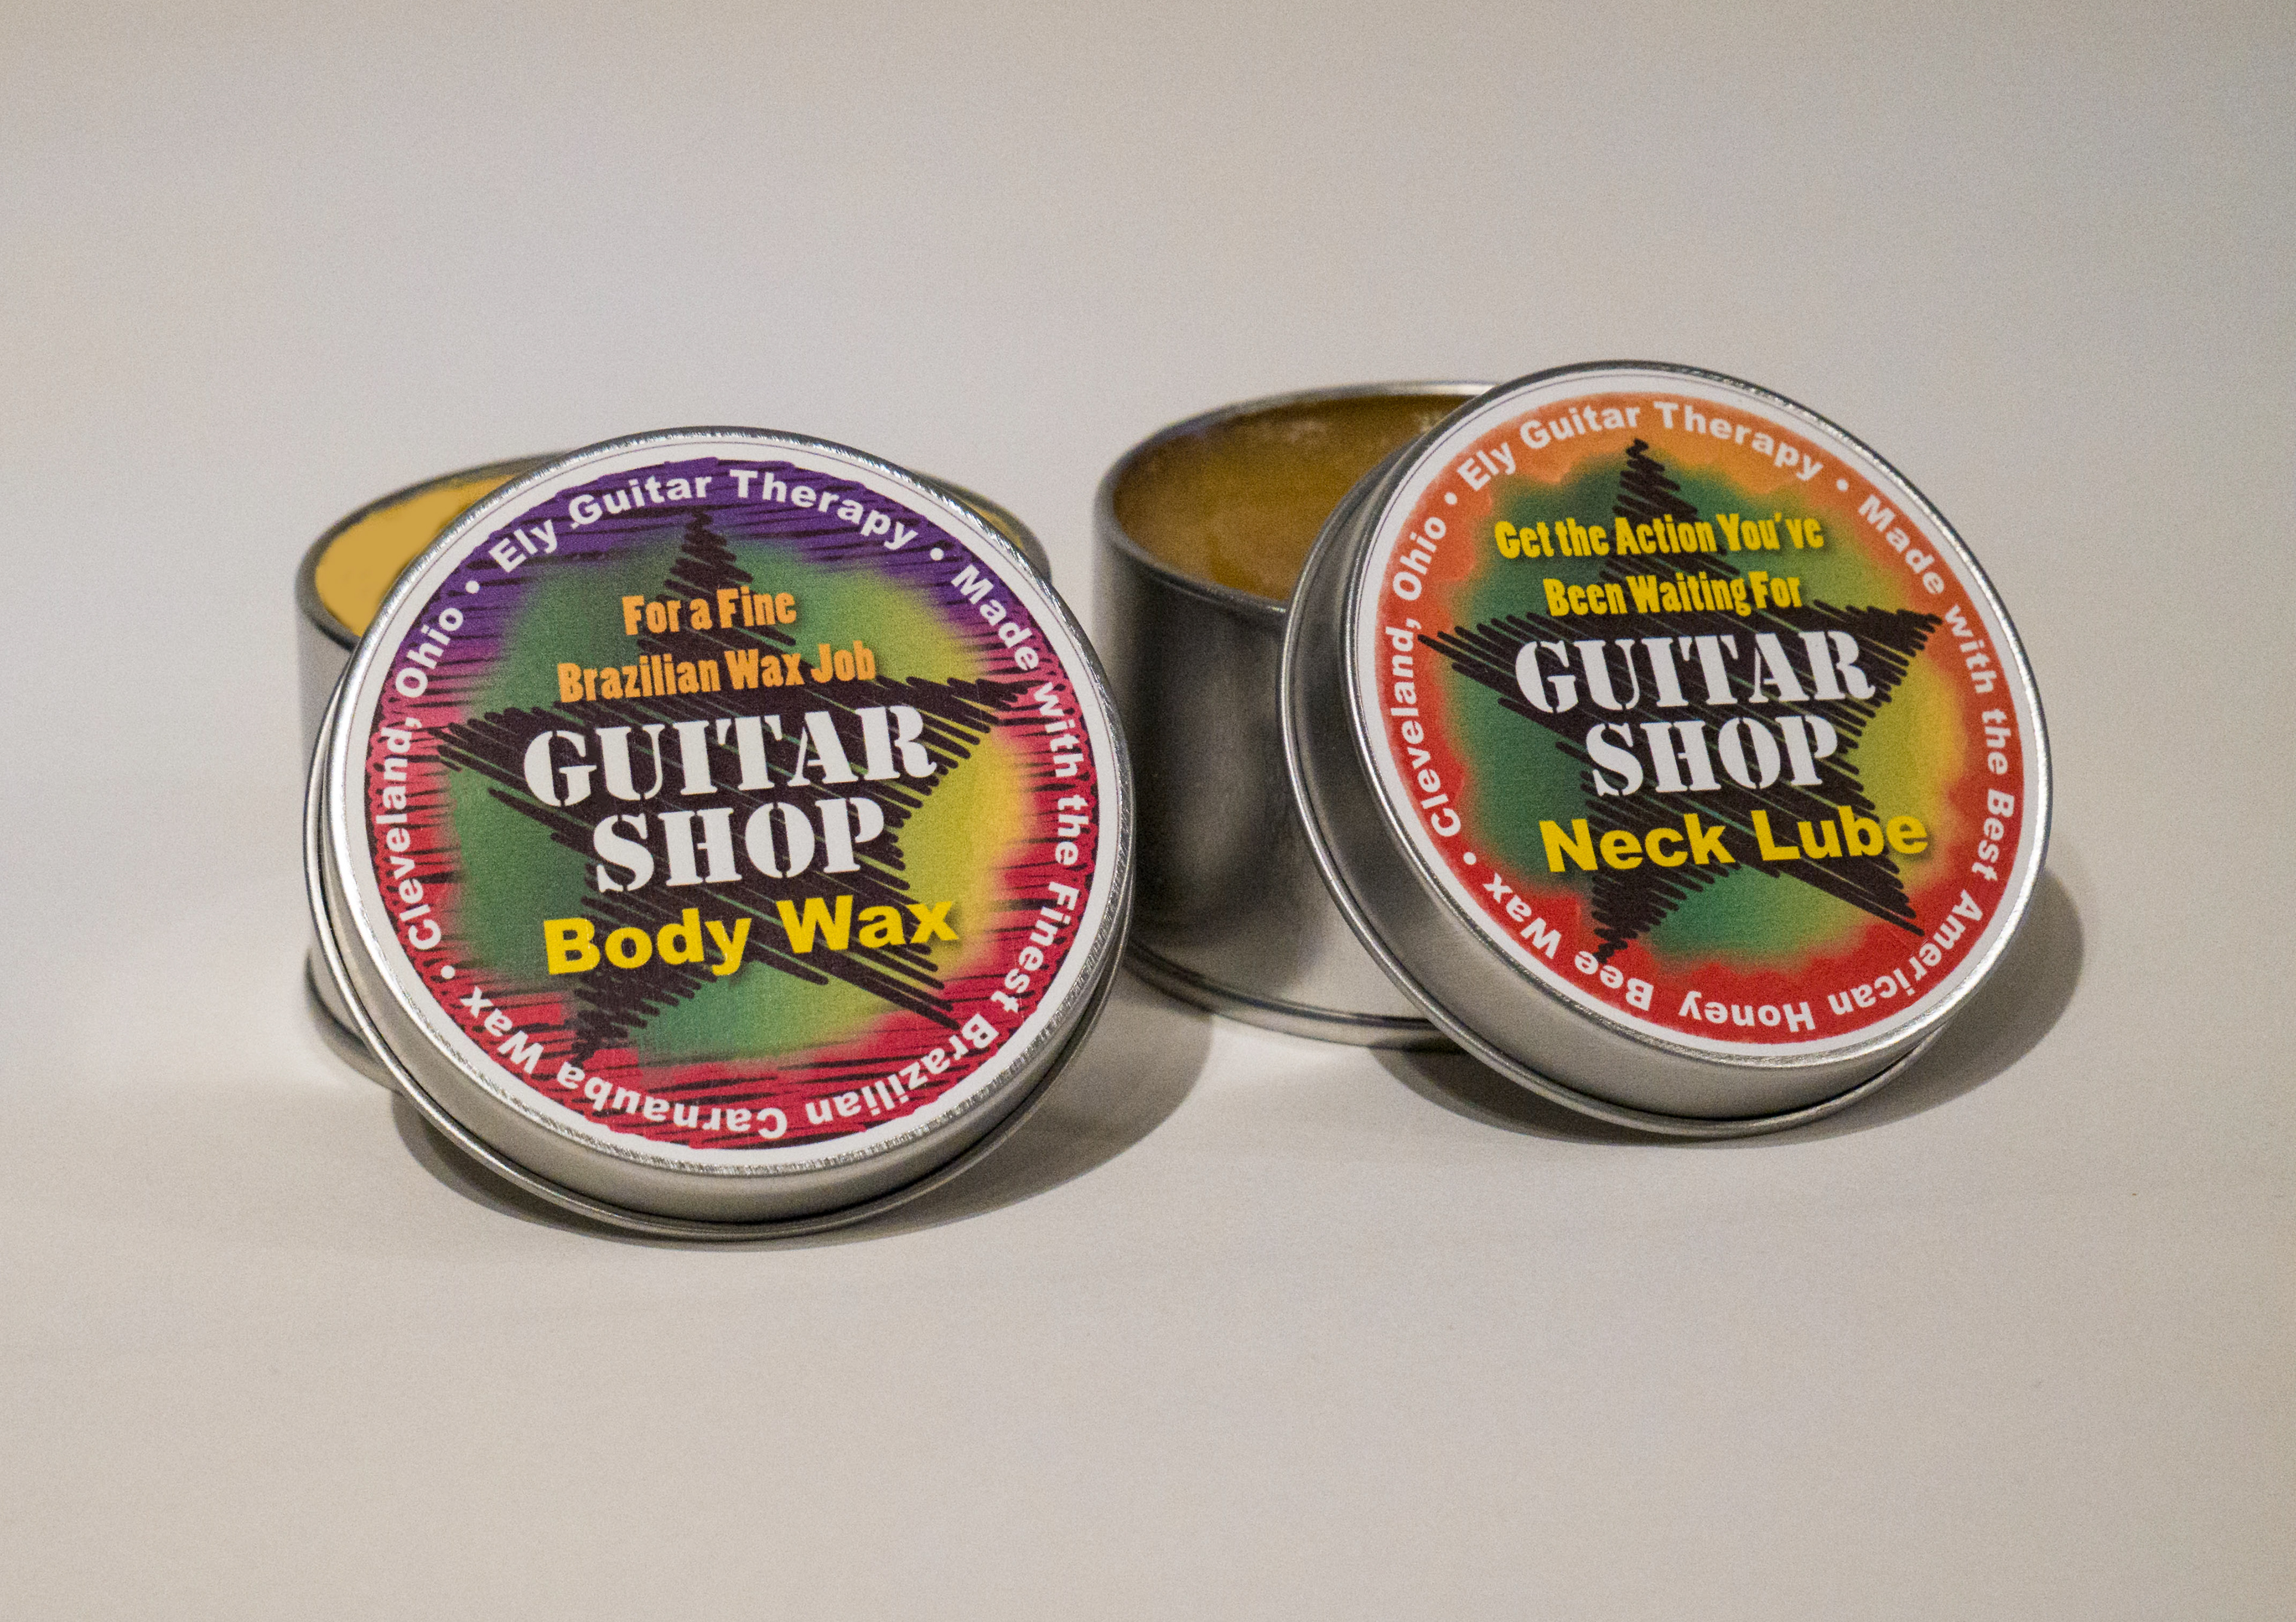 • Ely Guitar Therapy • Made with the Finest Brazilian Carnauba Wax • Cleveland, Ohio
For a Fine
Brazilian Wax Job
GUITAR
SHOP
Body Wax
• Ely Guitar Therapy • Made with the Best American Honey Bee Wax • Cleveland, Ohio
Get the Action You've
Been Waiting For
GUITAR
SHOP
Neck Lube